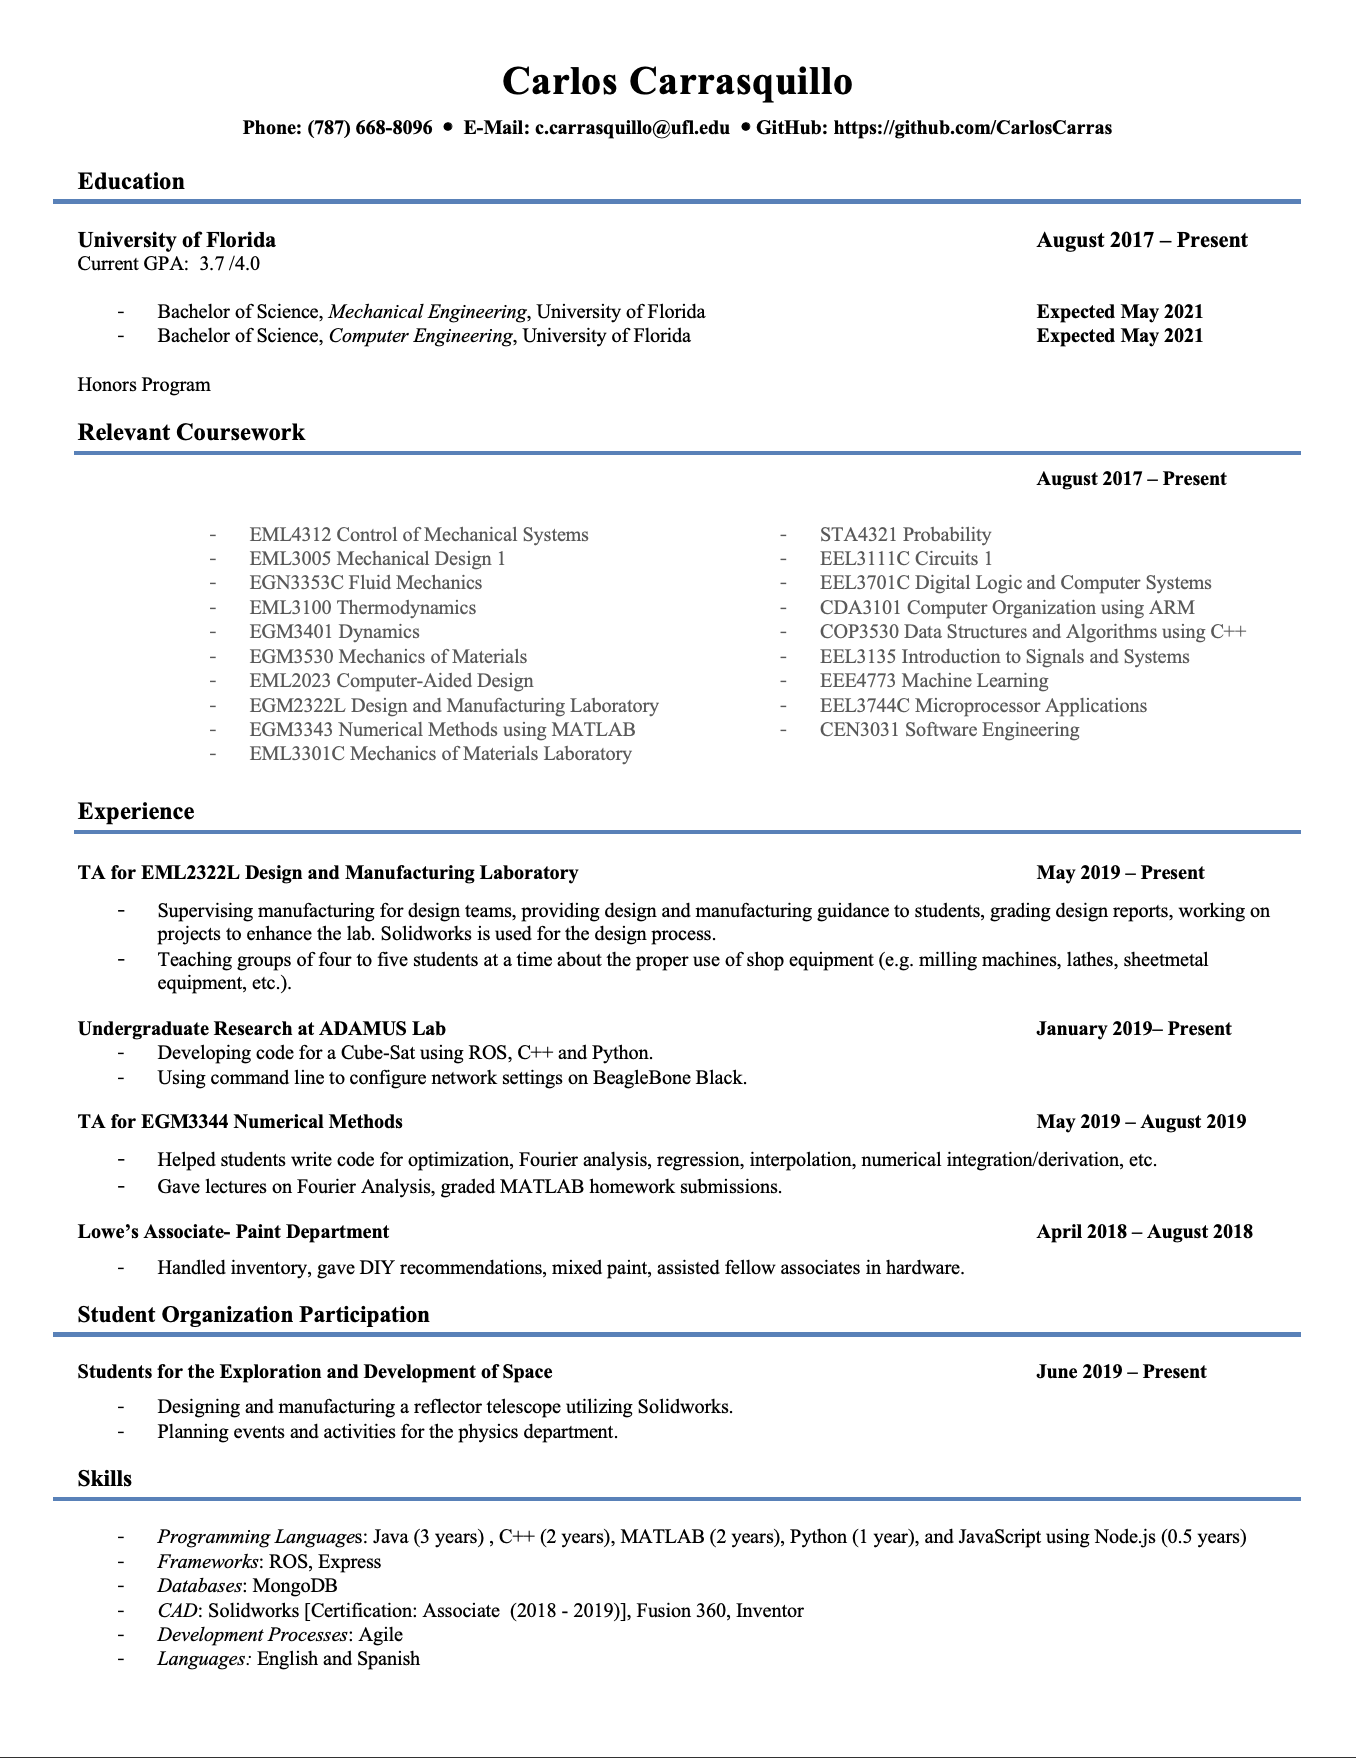 Carlos Carrasquillo
Phone: (787) 668-8096 • E-Mail: c.carrasquillo@ufl.edu • GitHub: https://github.com/CarlosCarras
Education
University of Florida August 2017 – Present
Current GPA: 3.7 /4.0
- Bachelor of Science, Mechanical Engineering, University of Florida Expected May 2021
- Bachelor of Science, Computer Engineering, University of Florida Expected May 2021
Honors Program
Relevant Coursework
August 2017 – Present
- EML4312 Control of Mechanical Systems
- EML3005 Mechanical Design 1
- EGN3353C Fluid Mechanics
- EML3100 Thermodynamics
- EGM3401 Dynamics
- EGM3530 Mechanics of Materials
- EML2023 Computer-Aided Design
- EGM2322L Design and Manufacturing Laboratory
- EGM3343 Numerical Methods using MATLAB
- EML3301C Mechanics of Materials Laboratory
- STA4321 Probability
- EEL3111C Circuits 1
- EEL3701C Digital Logic and Computer Systems
- CDA3101 Computer Organization using ARM
- COP3530 Data Structures and Algorithms using C++
- EEL3135 Introduction to Signals and Systems
- EEE4773 Machine Learning
- EEL3744C Microprocessor Applications
- CEN3031 Software Engineering
Experience
TA for EML2322L Design and Manufacturing Laboratory May 2019 – Present
- Supervising manufacturing for design teams, providing design and manufacturing guidance to students, grading design reports, working on
projects to enhance the lab. Solidworks is used for the design process.
- Teaching groups of four to five students at a time about the proper use of shop equipment (e.g. milling machines, lathes, sheetmetal
equipment, etc.).
Undergraduate Research at ADAMUS Lab January 2019– Present
- Developing code for a Cube-Sat using ROS, C++ and Python.
- Using command line to configure network settings on BeagleBone Black.
TA for EGM3344 Numerical Methods May 2019 – August 2019
- Helped students write code for optimization, Fourier analysis, regression, interpolation, numerical integration/derivation, etc.
- Gave lectures on Fourier Analysis, graded MATLAB homework submissions.
Lowe’s Associate- Paint Department April 2018 – August 2018
- Handled inventory, gave DIY recommendations, mixed paint, assisted fellow associates in hardware.
Student Organization Participation
Students for the Exploration and Development of Space June 2019 – Present
- Designing and manufacturing a reflector telescope utilizing Solidworks.
- Planning events and activities for the physics department.
Skills
- Programming Languages: Java (3 years) , C++ (2 years), MATLAB (2 years), Python (1 year), and JavaScript using Node.js (0.5 years)
- Frameworks: ROS, Express
- Databases: MongoDB
- CAD: Solidworks [Certification: Associate (2018 - 2019)], Fusion 360, Inventor
- Development Processes: Agile
- Languages: English and Spanish